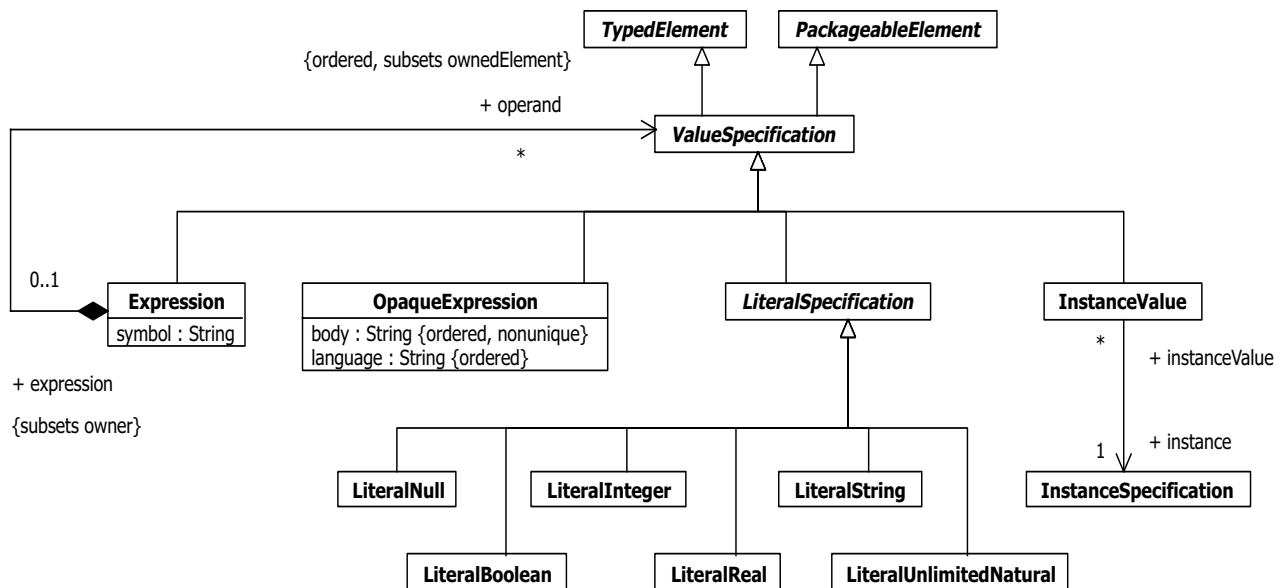 TypedElement
PackageableElement
{ordered, subsets ownedElement}
+ operand
ValueSpecification
*
0..1
Expression
symbol : String
OpaqueExpression
body : String {ordered, nonunique}
language : String {ordered}
LiteralSpecification
InstanceValue
*
+ instanceValue
+ expression
{subsets owner}
+ instance
1
LiteralNull
LiteralInteger
LiteralString
InstanceSpecification
LiteralBoolean
LiteralReal
LiteralUnlimitedNatural